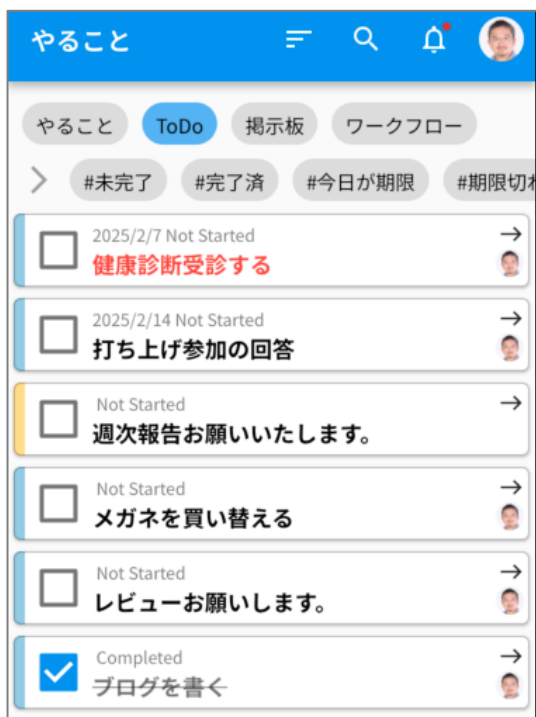 やること
やること ToDo 掲示板 ワークフロー
#未完了 #完了済 #今日が期限 #期限切れ
2025/2/7 Not Started
健康診断受診する
2025/2/14 Not Started
打ち上げ参加の回答
Not Started
週次報告お願いいたします。
Not Started
メガネを買い替える
Not Started
レビューお願いします。
Completed
ブログを書く